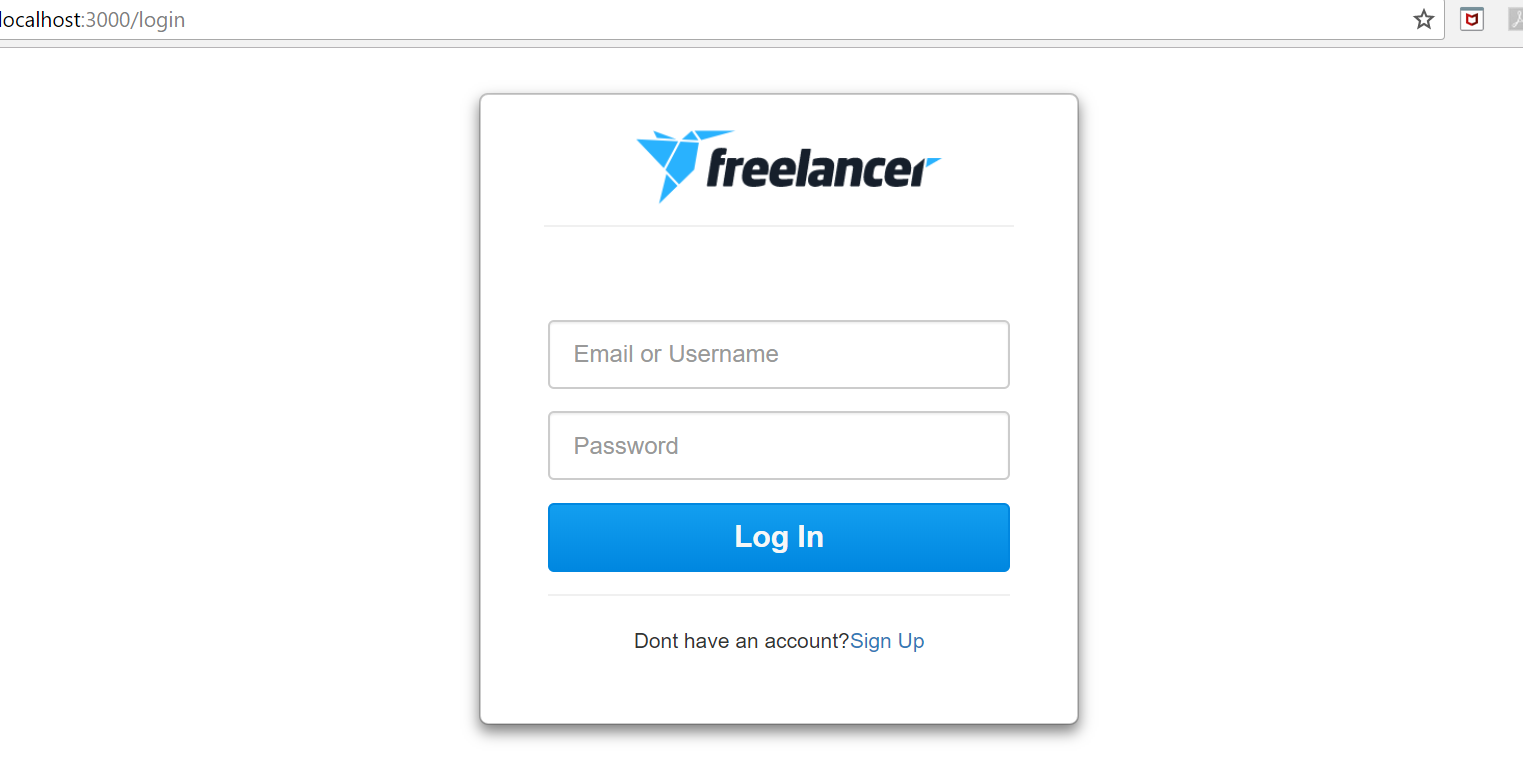 localhost:3000/login
freelancer
Email or Username
Password
Log In
Dont have an account?Sign Up